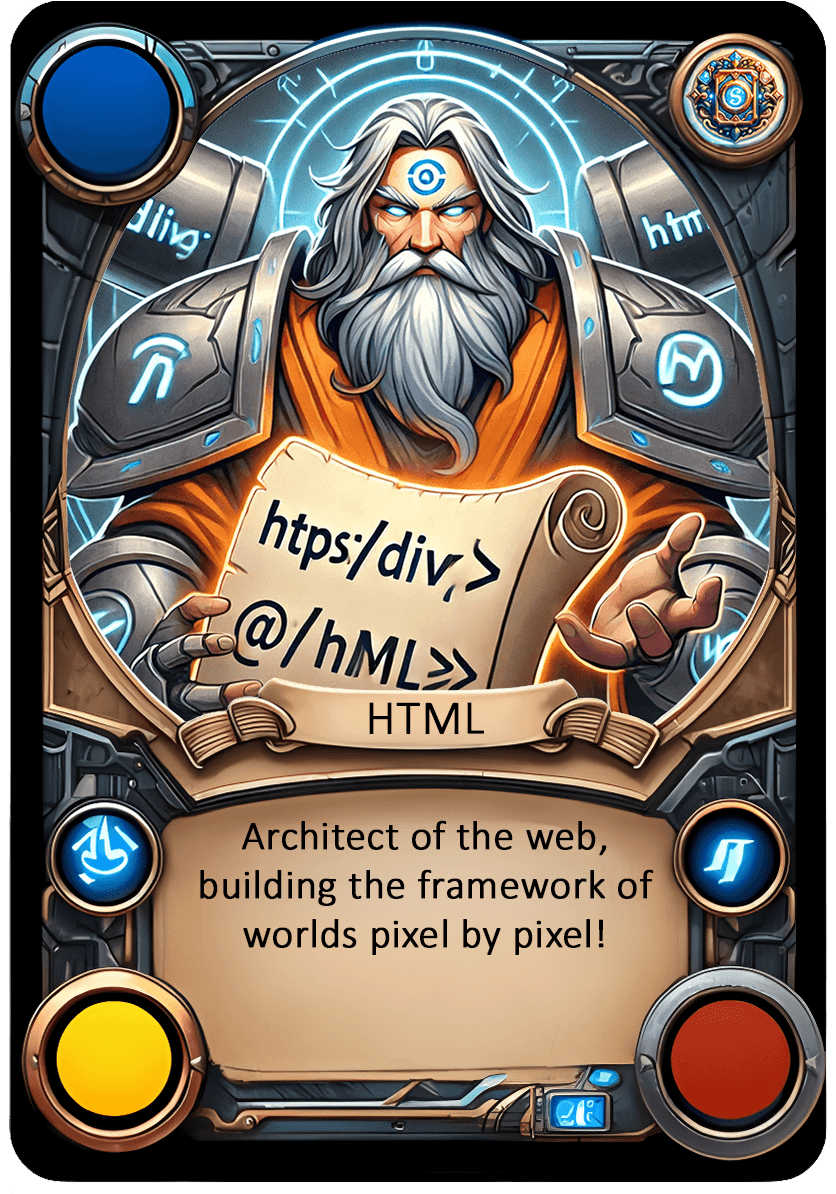 dliv
htm
htps:/div,>
@/hML>>
HTML
Architect of the web,
building the framework of
worlds pixel by pixel!